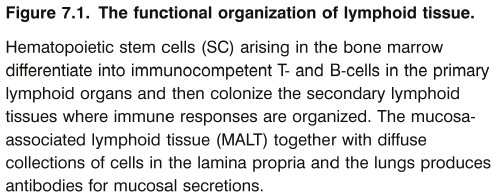 Figure 7.1. The functional organization of lymphoid tissue.
Hematopoietic stem cells (SC) arising in the bone marrow
differentiate into immunocompetent T- and B-cells in the primary
lymphoid organs and then colonize the secondary lymphoid
tissues where immune responses are organized. The mucosa-
associated lymphoid tissue (MALT) together with diffuse
collections of cells in the lamina propria and the lungs produces
antibodies for mucosal secretions.